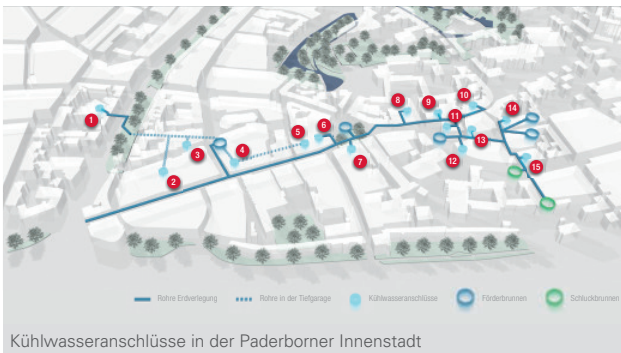 1
2
3
4
5
6
7
8
9
10
11
12
13
14
15
Rohre Erdverlegung
Rohre in der Tiefgarage
Kühlwasseranschlüsse
Förderbrunnen
Schluckbrunnen
Kühlwasseranschlüsse in der Paderborner Innenstadt